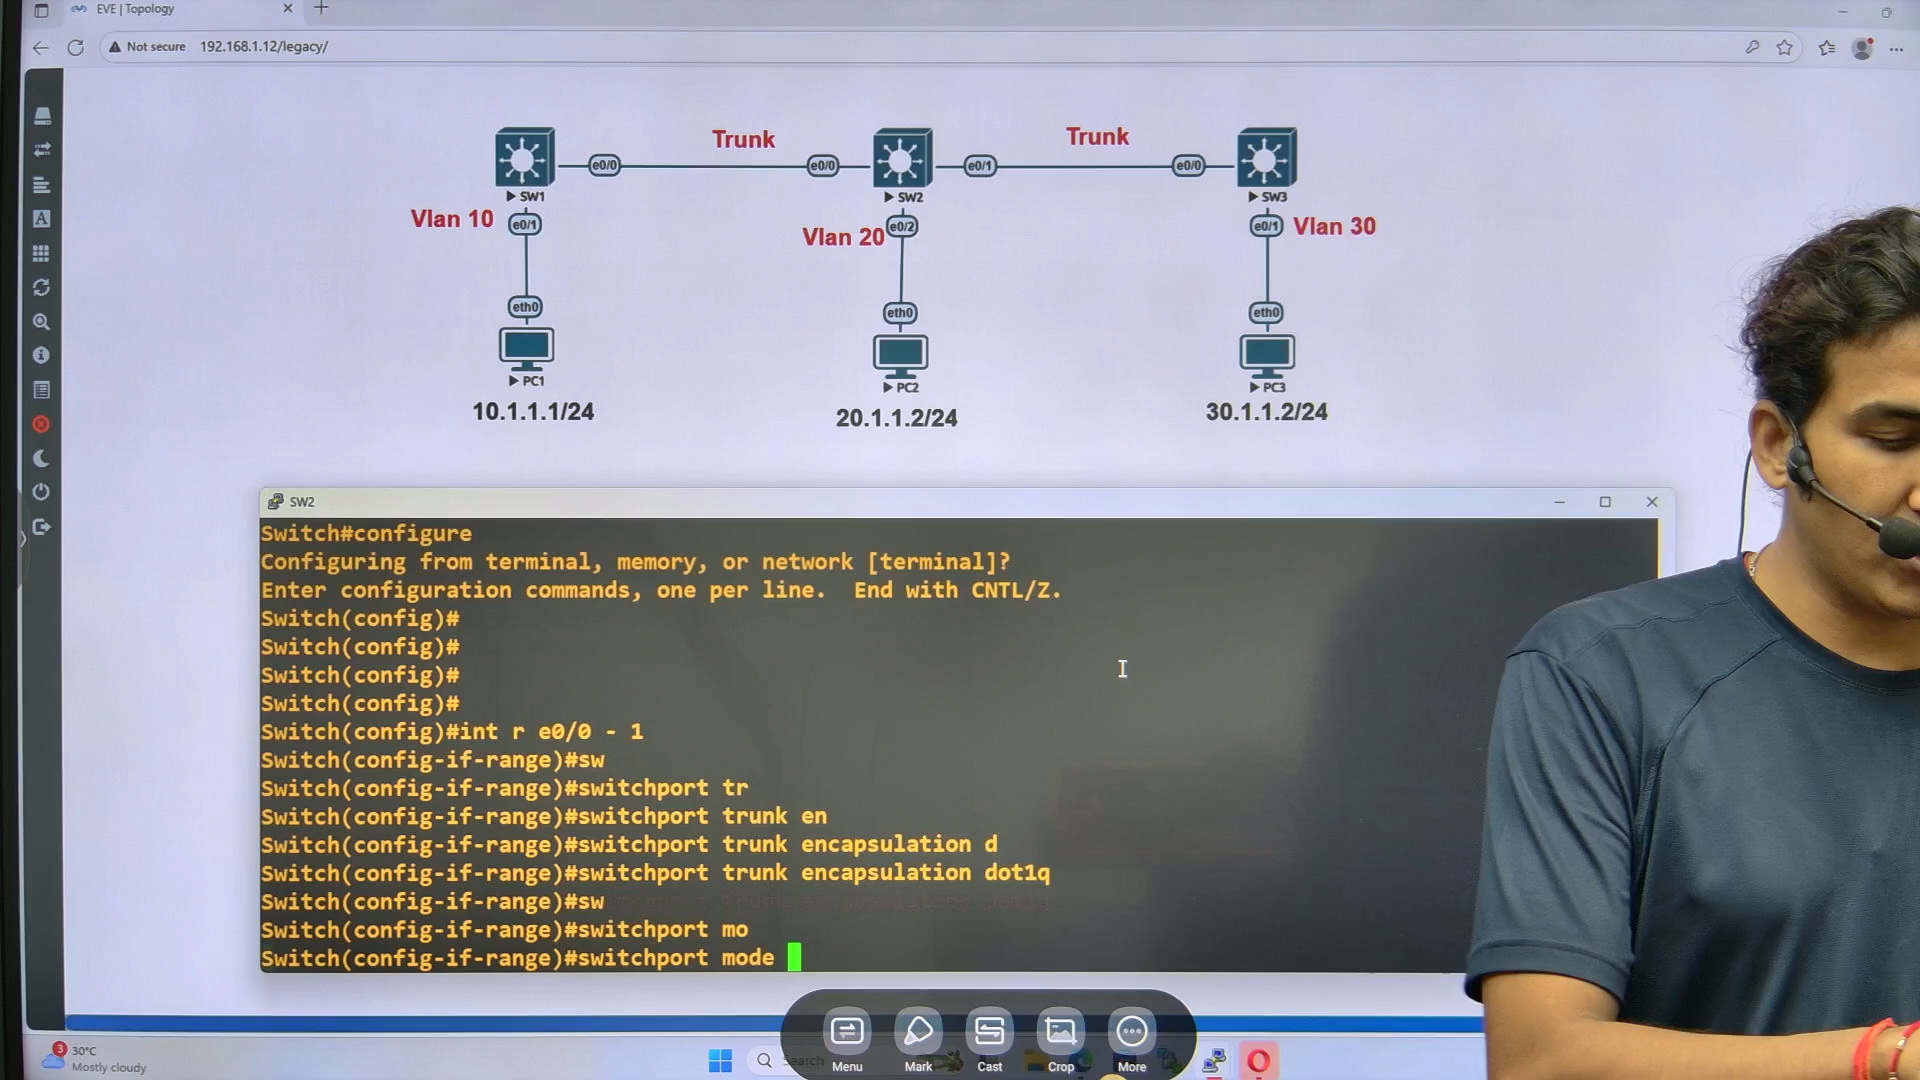 EVE | Topology
Not secure
192.168.1.12/legacy/
Trunk
Trunk
e0/0
e0/0
e0/1
e0/0
SW1
SW2
SW3
Vlan 10
e0/1
Vlan 20
e0/2
e0/1
Vlan 30
eth0
eth0
eth0
PC1
PC2
PC3
10.1.1.1/24
20.1.1.2/24
30.1.1.2/24
SW2
Switch#configure
Configuring from terminal, memory, or network [terminal]?
Enter configuration commands, one per line.  End with CNTL/Z.
Switch(config)#
Switch(config)#
Switch(config)#
Switch(config)#
Switch(config)#int r e0/0 - 1
Switch(config-if-range)#sw
Switch(config-if-range)#switchport tr
Switch(config-if-range)#switchport trunk en
Switch(config-if-range)#switchport trunk encapsulation d
Switch(config-if-range)#switchport trunk encapsulation dot1q
Switch(config-if-range)#sw
Switch(config-if-range)#switchport mo
Switch(config-if-range)#switchport mode
3
30°C
Mostly cloudy
Search
Menu
Mark
Cast
Crop
More